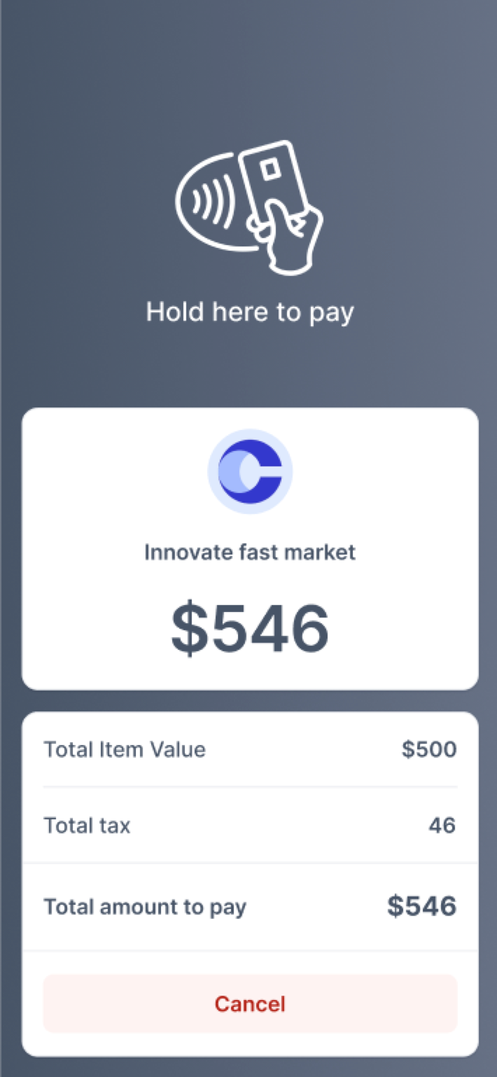 Hold here to pay
Innovate fast market
$546
Total Item Value $500
Total tax 46
Total amount to pay $546
Cancel